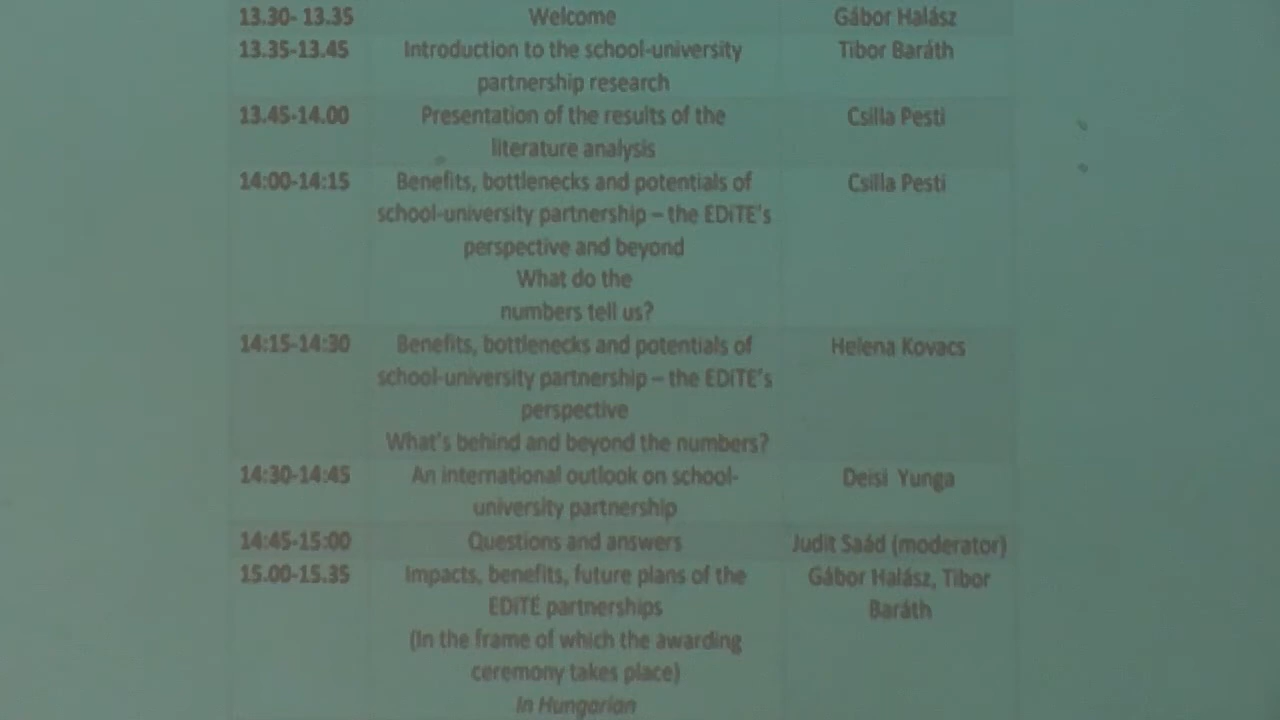 13.30- 13.35 Welcome Gábor Halász
13.35-13.45 Introduction to the school-university Tibor Baráth
partnership research
13.45-14.00 Presentation of the results of the Csilla Pesti
literature analysis
14:00-14:15 Benefits, bottlenecks and potentials of Csilla Pesti
school-university partnership – the EDiTE's
perspective and beyond
What do the
numbers tell us?
14:15-14:30 Benefits, bottlenecks and potentials of Helena Kovacs
school-university partnership – the EDiTE's
perspective
What's behind and beyond the numbers?
14:30-14:45 An international outlook on school- Deisi Yunga
university partnership
14:45-15:00 Questions and answers Judit Saád (moderator)
15.00-15.35 Impacts, benefits, future plans of the Gábor Halász, Tibor
EDiTE partnerships Baráth
(In the frame of which the awarding
ceremony takes place)
In Hungarian